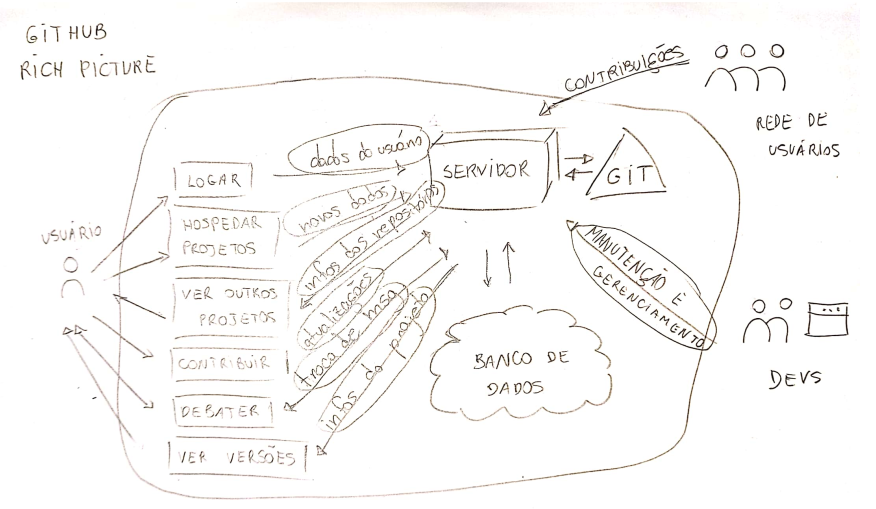 GITHUB
RICH PICTURE
CONTRIBUIÇÕES
REDE DE
USUÁRIOS
dados do usuário
SERVIDOR
GIT
LOGAR
novos dados
HOSPEDAR
PROJETOS
infos dos repositórios
USUÁRIO
MANUTENÇÃO E
GERENCIAMENTO
VER OUTROS
PROJETOS
atualizações
troca de msg
infos do projeto
CONTRIBUIR
BANCO DE
DADOS
DEVS
DEBATER
VER VERSÕES